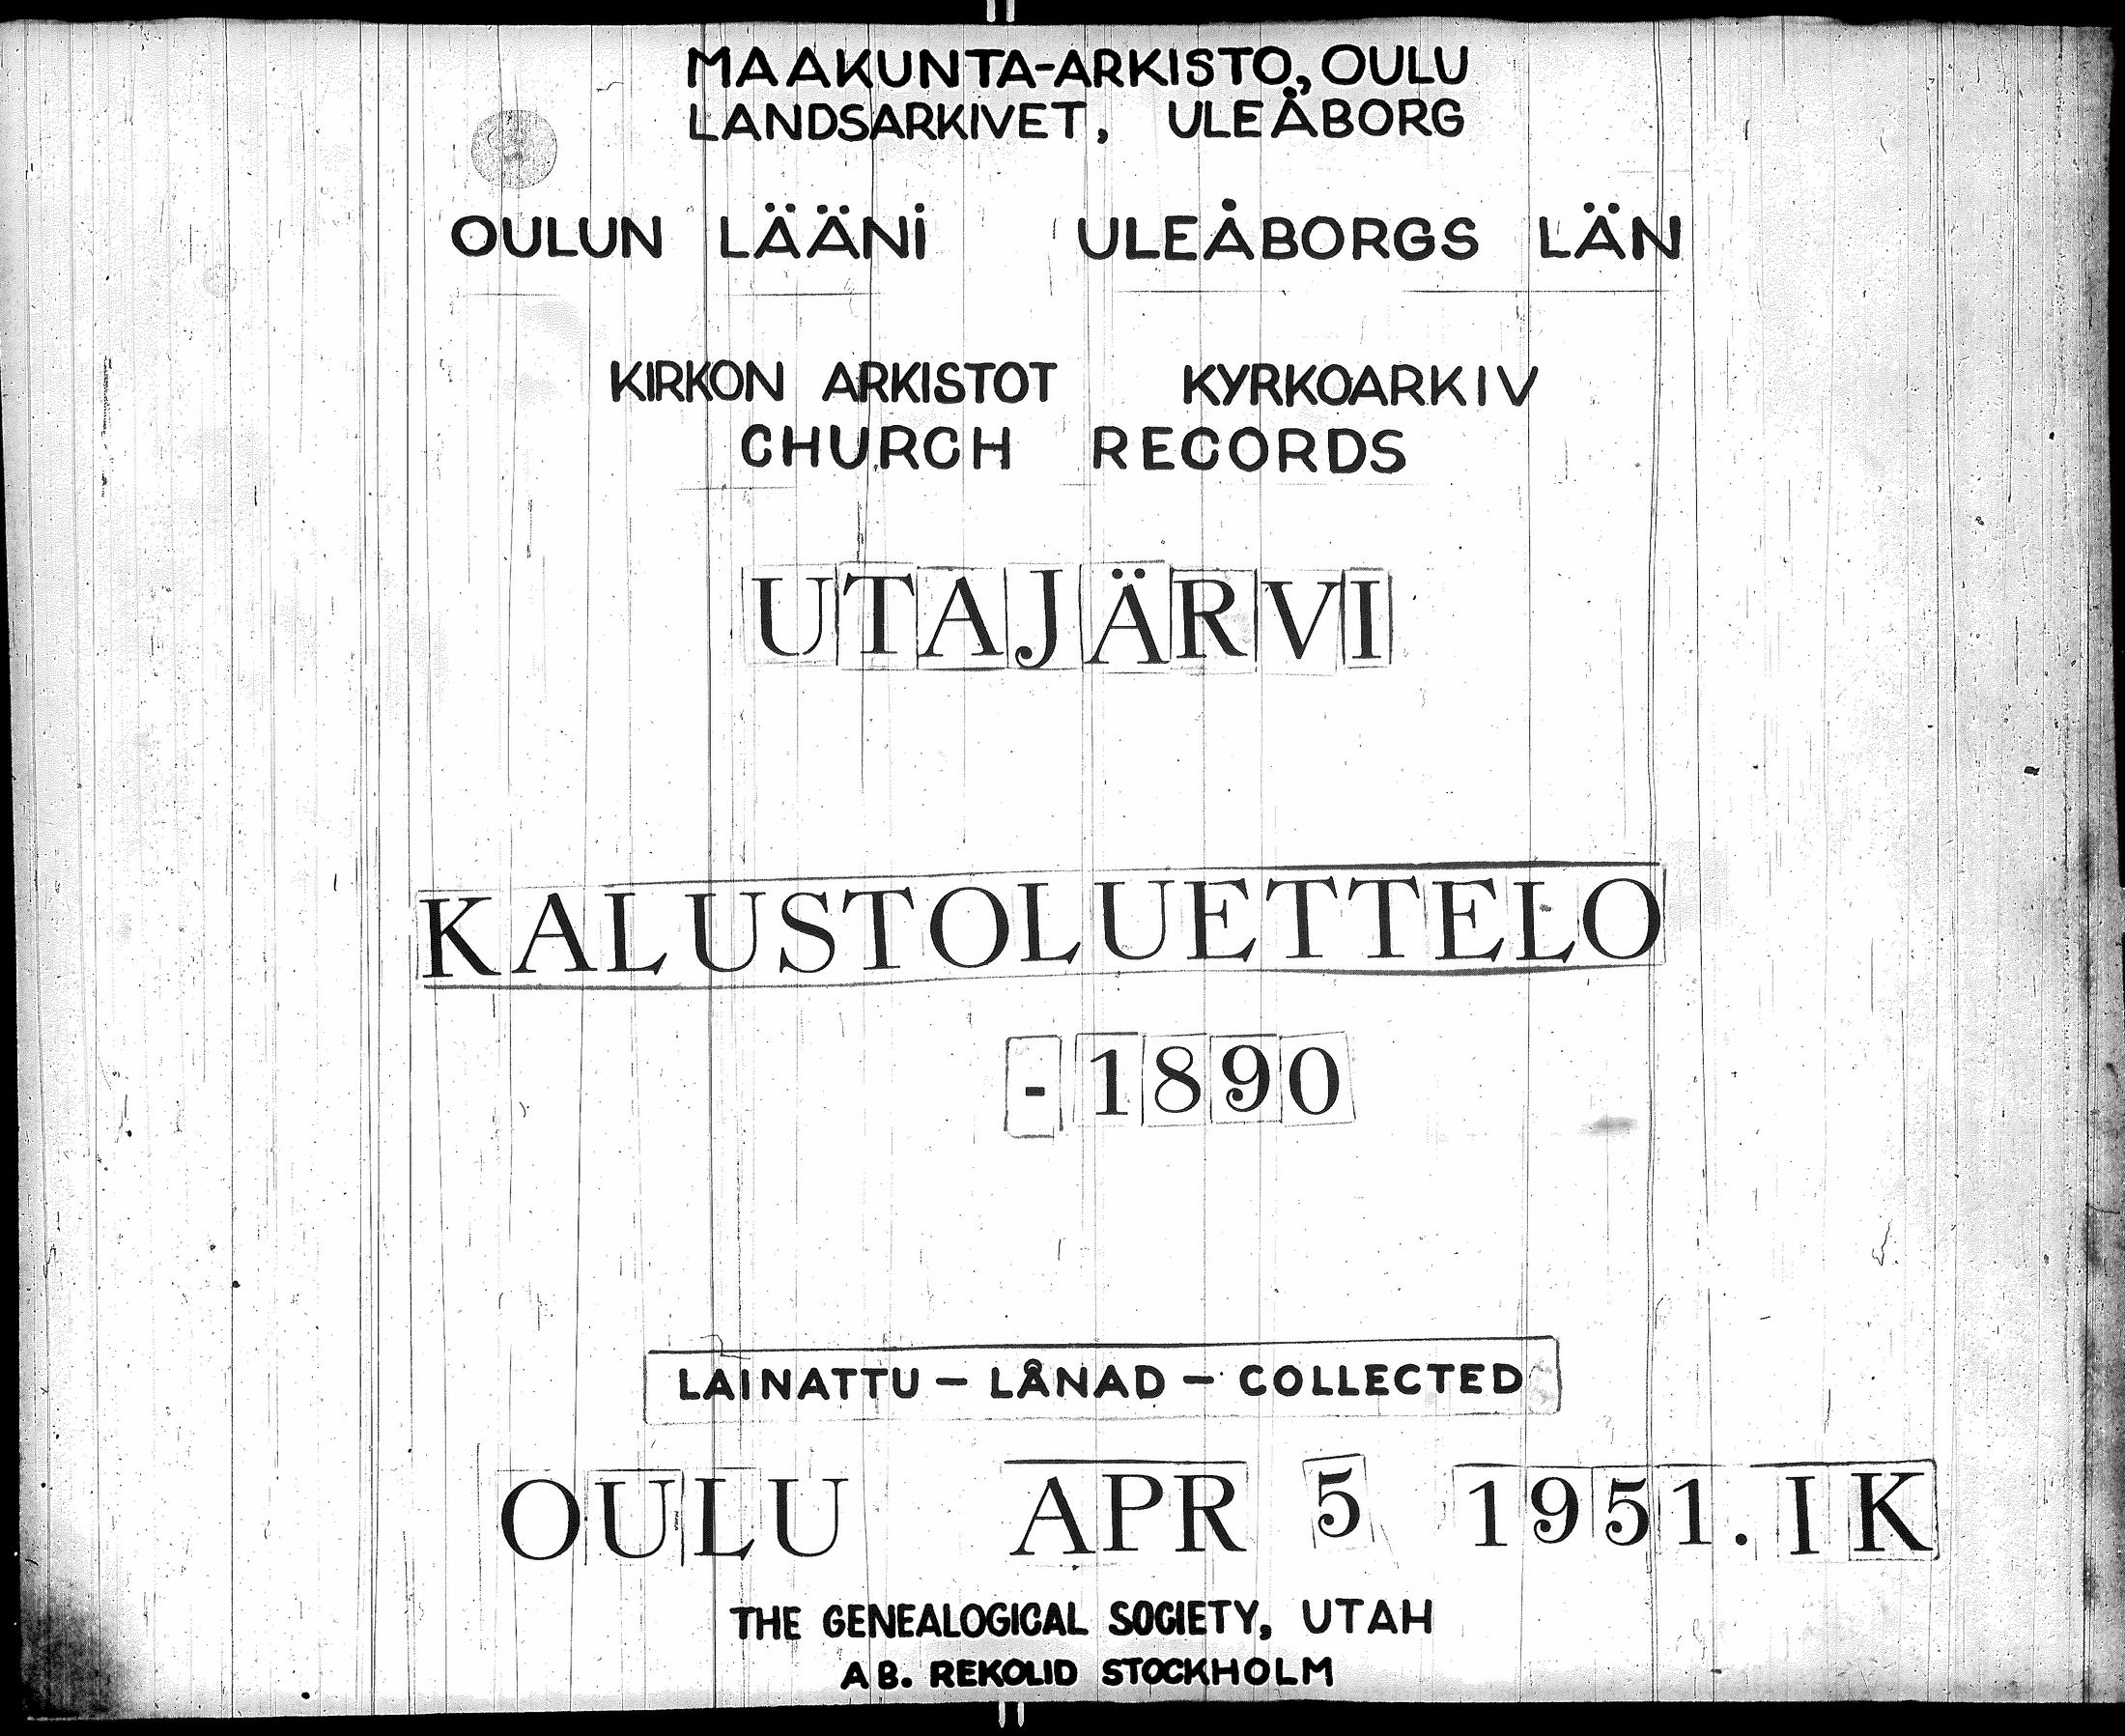 MAAKUNTA-ARKISTO, OULU
LANDSARKIVET, ULEÅBORG
OULUN LÄÄNI ULEÅBORGS LÄN
KIRKON ARKISTOT KYRKOARKIV
CHURCH RECORDS
UTAJÄRVI
KALUSTOLUETTELO
- 1890
LAINATTU - LÅNAD - COLLECTED
OULU APR 5 1951. IK
THE GENEALOGICAL SOCIETY, UTAH
AB. REKOLID STOCKHOLM